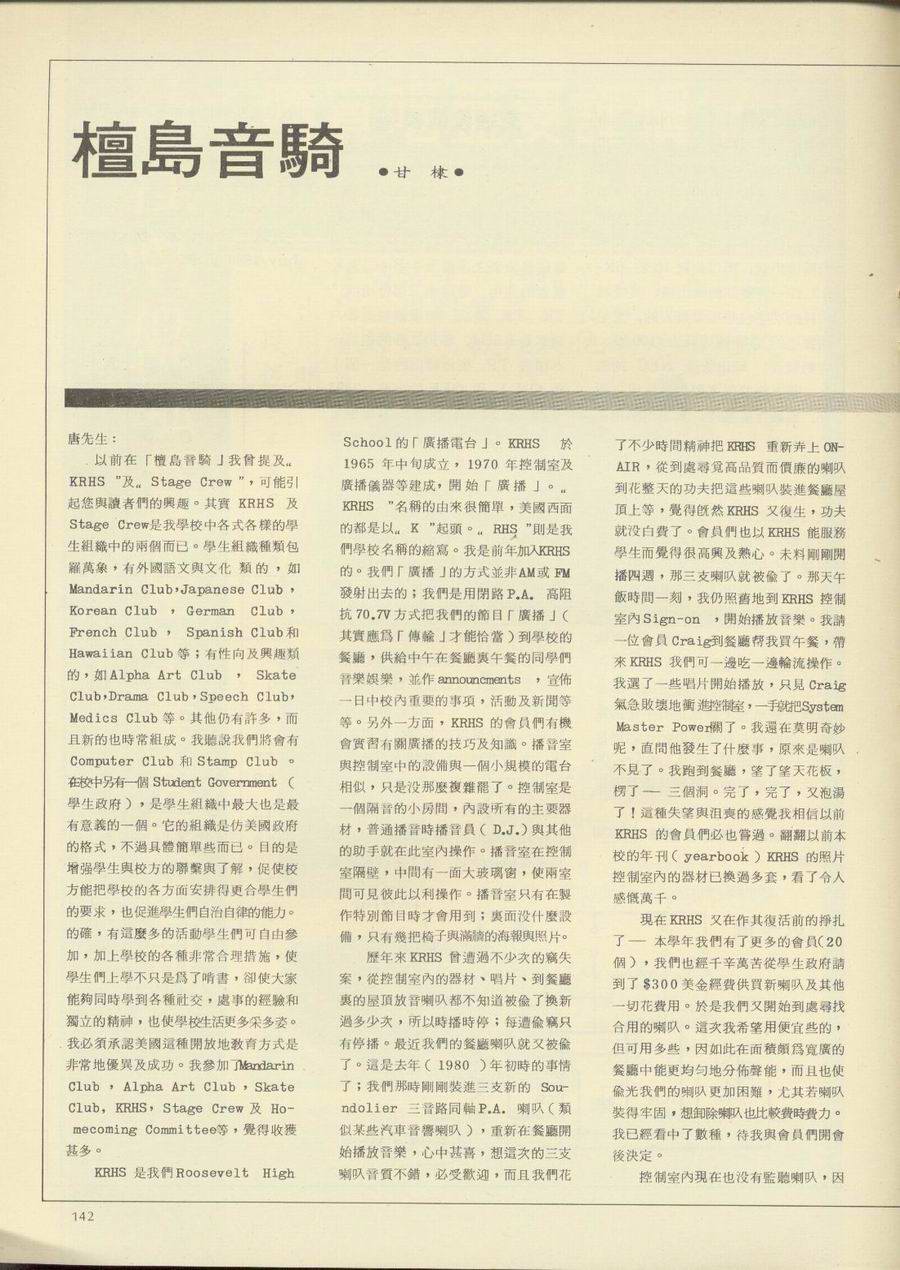 檀島音騎
●甘 棣●
唐先生：
以前在「檀島音騎」我曾提及〝
KRHS ”及〝 Stage Crew ”，可能引
起您與讀者們的興趣。其實 KRHS 及
Stage Crew是我學校中各式各樣的學
生組織中的兩個而已。學生組織種類包
羅萬象，有外國語文與文化 類的，如
Mandarin Club，Japanese Club，
Korean Club ， German Club，
French Club ， Spanish Club和
Hawaiian Club等；有性向及興趣類
的，如Alpha Art Club ， Skate
Club，Drama Club，Speech Club，
Medics Club 等。其他仍有許多，而
且新的也時常組成。我聽說我們將會有
Computer Club 和 Stamp Club 。
在校中另有一個 Student Government （
學生政府），是學生組織中最大也是最
有意義的一個。它的組織是仿美國政府
的格式，不過具體簡單些而已。目的是
增强學生與校方的聯繫與了解，促使校
方能把學校的各方面安排得更合學生們
的要求，也促進學生們自治自律的能力。
的確，有這麼多的活動學生們可自由參
加，加上學校的各種非常合理措施，使
學生們上學不只是爲了啃書，卻使大家
能夠同時學到各種社交，處事的經驗和
獨立的精神，也使學校生活更多采多姿。
我必須承認美國這種開放地敎育方式是
非常地優異及成功。我參加了Mandarin
Club ， Alpha Art Club ，Skate
Club, KRHS， Stage Crew 及 Ho-
mecoming Committee等，覺得收獲
甚多。
KRHS 是我們Roosevelt High
School的「廣播電台」。KRHS 於
1965 年中旬成立，1970 年控制室及
廣播儀器等建成，開始「廣播」。〝
KRHS ”名稱的由來很簡單，美國西面
的都是以〝 K ”起頭。〝 RHS ”則是我
們學校名稱的縮寫。我是前年加入KRHS
的。我們「廣播」的方式並非AM或 FM
發射出去的；我們是用閉路P.A. 高阻
抗 70.7V方式把我們的節目「廣播」（
其實應爲「傳輸」才能恰當）到學校的
餐廳，供給中午在餐廳裏午餐的同學們
音樂娛樂，並作 announcments ，宣佈
一日中校內重要的事項，活動及新聞等
等。另外一方面， KRHS 的會員們有機
會實習有關廣播的技巧及知識。播音室
與控制室中的設備與一個小規模的電台
相似，只是没那麼複雜罷了。控制室是
一個隔音的小房間，內設所有的主要器
材，普通播音時播音員（ D.J.）與其他
的助手就在此室內操作。播音室在控制
室隔壁，中間有一面大玻璃窗，使兩室
間可見彼此以利操作。播音室只有在製
作特別節目時才會用到；裏面没什麼設
備，只有幾把椅子與滿牆的海報與照片。
歷年來 KRHS 曾遭過不少次的竊失
案，從控制室內的器材、唱片、到餐廳
裏的屋頂放音喇叭都不知道被偸了換新
過多少次，所以時播時停；每遭偸竊只
有停播。最近我們的餐廳喇叭就又被偸
了。這是去年（ 1980 ）年初時的事情
了；我們那時剛剛裝進三支新的 Sou-
ndolier 三音路同軸P.A. 喇叭（類
似某些汽車音響喇叭），重新在餐廳開
始播放音樂，心中甚喜，想這次的三支
喇叭音質不錯，必受歡迎，而且我們花
了不少時間精神把 KRHS 重新弄上 ON-
AIR，從到處尋覓高品質而價廉的喇叭
到花整天的功夫把這些喇叭裝進餐廳屋
頂上等，覺得旣然 KRHS 又復生，功夫
就没白費了。會員們也以 KRHS 能服務
學生而覺得很高興及熱心。未料剛剛開
播四週，那三支喇叭就被偸了。那天午
飯時間一刻，我仍照舊地到 KRHS 控制
室內 Sign-on ，開始播放音樂。我請
一位會員 Craig到餐廳帮我買午餐，帶
來 KRHS 我們可一邊吃一邊輪流操作。
我選了一些唱片開始播放，只見 Craig
氣急敗壞地衝進控制室，一手就把System
Master Power關了。我還在莫明奇妙
呢，直問他發生了什麼事，原來是喇叭
不見了。我跑到餐廳，望了望天花板，
楞了 — 三個洞。完了，完了，又泡湯
了！這種失望與沮喪的感覺我相信以前
KRHS 的會員們必也嘗過。翻翻以前本
校的年刊（ yearbook ）KRHS 的照片
控制室內的器材已換過多套，看了令人
感慨萬千。
現在 KRHS 又在作其復活前的掙扎
了 — 本學年我們有了更多的會員（20
個），我們也經千辛萬苦從學生政府請
到了 $300 美金經費供買新喇叭及其他
一切花費用。於是我們又開始到處尋找
合用的喇叭。這次我希望用便宜些的，
但可用多些，因如此在面積頗爲寬廣的
餐廳中能更均勻地分佈聲能，而且也使
偸光我們的喇叭更加困難，尤其若喇叭
裝得牢固，想卸除喇叭也比較費時費力。
我已經看中了數種，待我與會員們開會
後決定。
控制室內現在也没有監聽喇叭，因
142